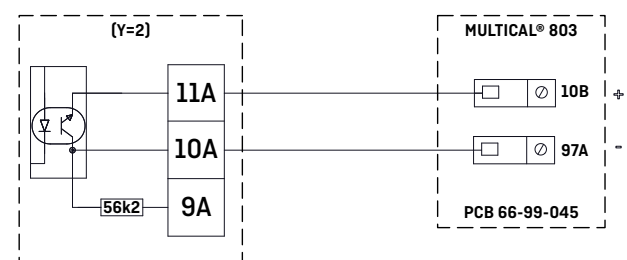 (Y=2)
MULTICAL® 803
11A
10B
+
10A
97A
-
56k2
9A
PCB 66-99-045